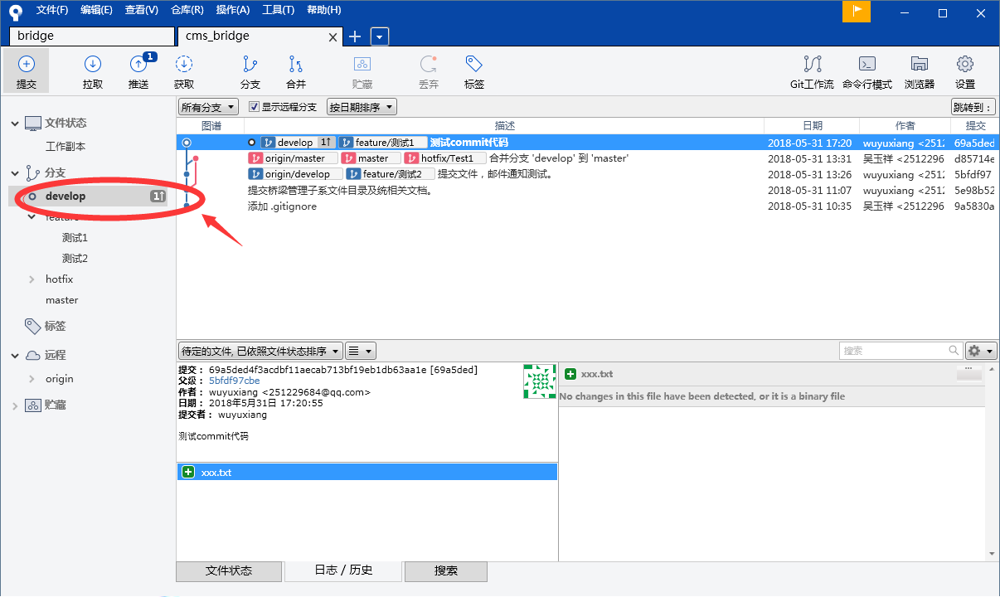 文件(F) 编辑(E) 查看(V) 仓库(R) 操作(A) 工具(T) 帮助(H)
bridge cms_bridge
1
提交 拉取 推送 获取 分支 合并 贮藏 丢弃 标签 Git工作流 命令行模式 浏览器 设置
文件状态
工作副本
分支
develop 1↑
feature
测试1
测试2
hotfix
master
标签
远程
origin
贮藏
所有分支 显示远程分支 按日期排序 跳转到：
图谱 描述 日期 作者 提交
develop 1↑ feature/测试1 测试commit代码 2018-05-31 17:20 wuyuxiang <2512 69a5ded
origin/master master hotfix/Test1 合并分支 'develop' 到 'master' 2018-05-31 13:31 吴玉祥 <2512296 d85714e
origin/develop feature/测试2 提交文件，邮件通知测试。 2018-05-31 13:26 wuyuxiang <2512 5bfdf97
提交桥梁管理子系文件目录及统相关文档。 2018-05-31 11:07 wuyuxiang <2512 5e98b52
添加 .gitignore 2018-05-31 10:35 吴玉祥 <2512296 9a5830a
待定的文件, 已依照文件状态排序 搜索
提交： 69a5ded4f3acdbf11aecab713bf19eb1db63aa1e [69a5ded]
父级： 5bfdf97cbe
作者： wuyuxiang <251229684@qq.com>
日期： 2018年5月31日 17:20:55
提交者： wuyuxiang
测试commit代码
xxx.txt
xxx.txt
No changes in this file have been detected, or it is a binary file
文件状态 日志 / 历史 搜索